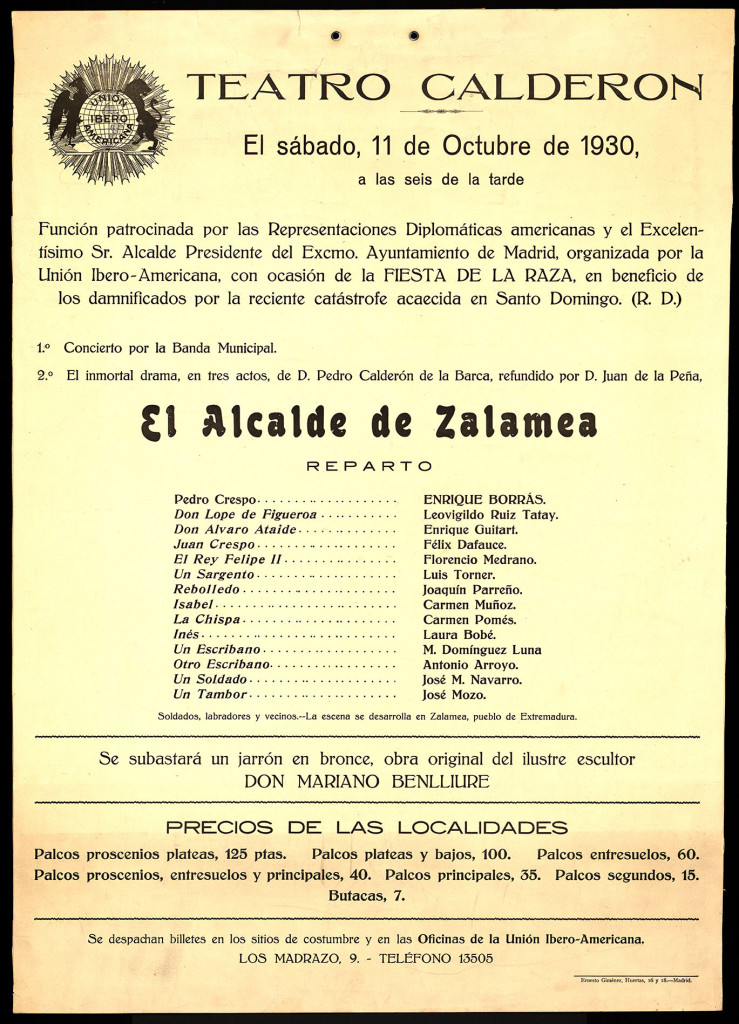 UNION
IBERO
AMERICANA
TEATRO CALDERON
El sábado, 11 de Octubre de 1930,
a las seis de la tarde
Función patrocinada por las Representaciones Diplomáticas americanas y el Excelen-
tísimo Sr. Alcalde Presidente del Excmo. Ayuntamiento de Madrid, organizada por la
Unión Ibero-Americana, con ocasión de la FIESTA DE LA RAZA, en beneficio de
los damnificados por la reciente catástrofe acaecida en Santo Domingo. (R. D.)
1.º Concierto por la Banda Municipal.
2.º El inmortal drama, en tres actos, de D. Pedro Calderón de la Barca, refundido por D. Juan de la Peña,
El Alcalde de Zalamea
REPARTO
Pedro Crespo . . . . . . . . . . . . . . . . . . . ENRIQUE BORRÁS.
Don Lope de Figueroa . . . . . . . . . . . Leovigildo Ruiz Tatay.
Don Alvaro Ataide . . . . . . . . . . . . . . Enrique Guitart.
Juan Crespo . . . . . . . . . . . . . . . . . . . Félix Dafauce.
El Rey Felipe II . . . . . . . . . . . . . . . . Florencio Medrano.
Un Sargento . . . . . . . . . . . . . . . . . . . Luis Torner.
Rebolledo . . . . . . . . . . . . . . . . . . . . . Joaquín Parreño.
Isabel . . . . . . . . . . . . . . . . . . . . . . . . Carmen Muñoz.
La Chispa . . . . . . . . . . . . . . . . . . . . . Carmen Pomés.
Inés . . . . . . . . . . . . . . . . . . . . . . . . . . Laura Bobé.
Un Escribano . . . . . . . . . . . . . . . . . . M. Domínguez Luna
Otro Escribano . . . . . . . . . . . . . . . . . Antonio Arroyo.
Un Soldado . . . . . . . . . . . . . . . . . . . . José M. Navarro.
Un Tambor . . . . . . . . . . . . . . . . . . . . José Mozo.
Soldados, labradores y vecinos.--La escena se desarrolla en Zalamea, pueblo de Extremadura.
Se subastará un jarrón en bronce, obra original del ilustre escultor
DON MARIANO BENLLIURE
PRECIOS DE LAS LOCALIDADES
Palcos proscenios plateas, 125 ptas. Palcos plateas y bajos, 100. Palcos entresuelos, 60.
Palcos proscenios, entresuelos y principales, 40. Palcos principales, 35. Palcos segundos, 15.
Butacas, 7.
Se despachan billetes en los sitios de costumbre y en las Oficinas de la Unión Ibero-Americana.
LOS MADRAZO, 9. - TELÉFONO 13505
Ernesto Giménez, Huertas, 16 y 18.—Madrid.